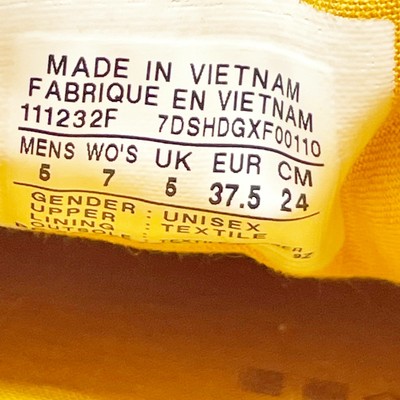 MADE IN VIETNAM
FABRIQUE EN VIETNAM
111232F 7DSHDGXF00110
MENS WO'S UK EUR CM
5 7 5 37.5 24
GENDER : UNISEX
UPPER : TEXTILE
LINING